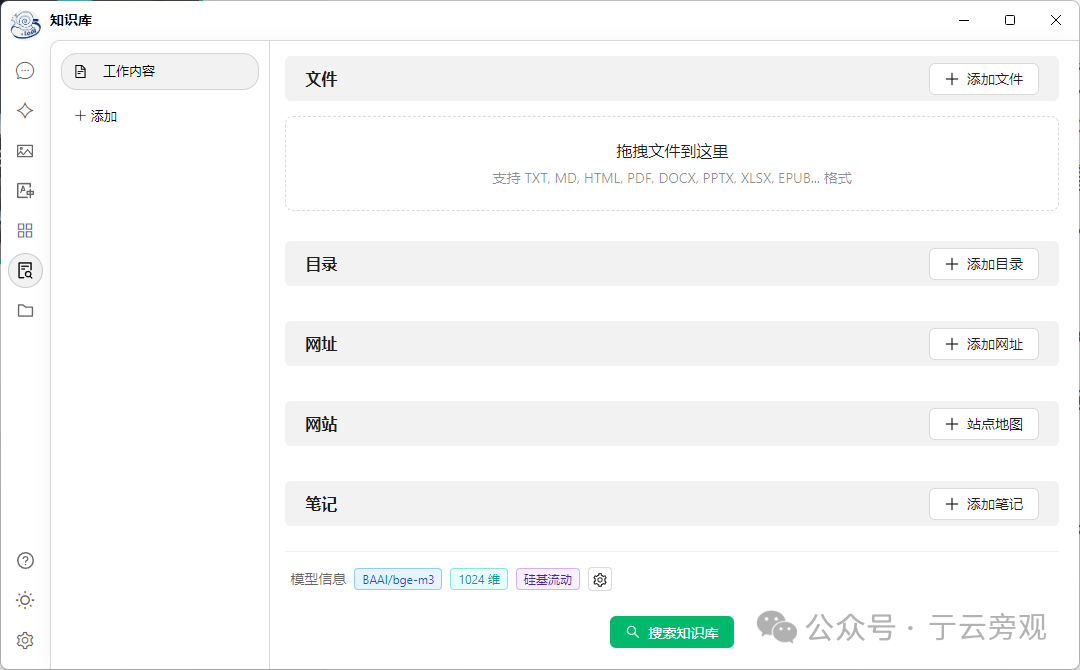 知识库
工作内容
添加
文件
添加文件
拖拽文件到这里
支持 TXT, MD, HTML, PDF, DOCX, PPTX, XLSX, EPUB... 格式
目录
添加目录
网址
添加网址
网站
站点地图
笔记
添加笔记
模型信息 BAAI/bge-m3 1024 维 硅基流动
搜索知识库
公众号 · 亍云旁观